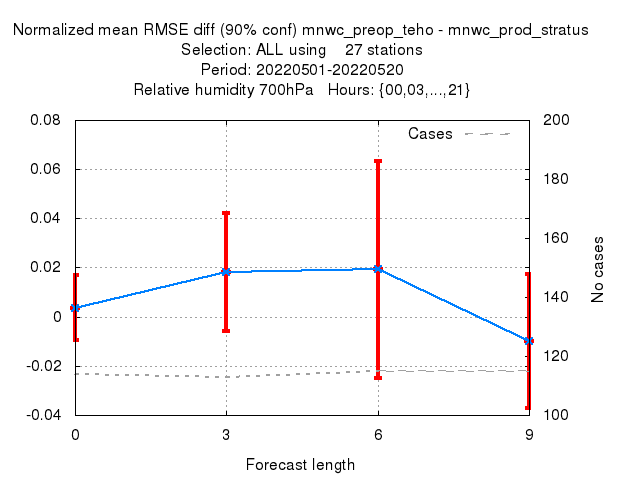 Normalized mean RMSE diff (90% conf) mnwc_preop_teho - mnwc_prod_stratus
Selection: ALL using    27 stations
Period: 20220501-20220520
Relative humidity 700hPa   Hours: {00,03,...,21}
Cases
0.08
0.06
0.04
0.02
0
-0.02
-0.04
200
180
160
140
120
100
No cases
0 3 6 9
Forecast length